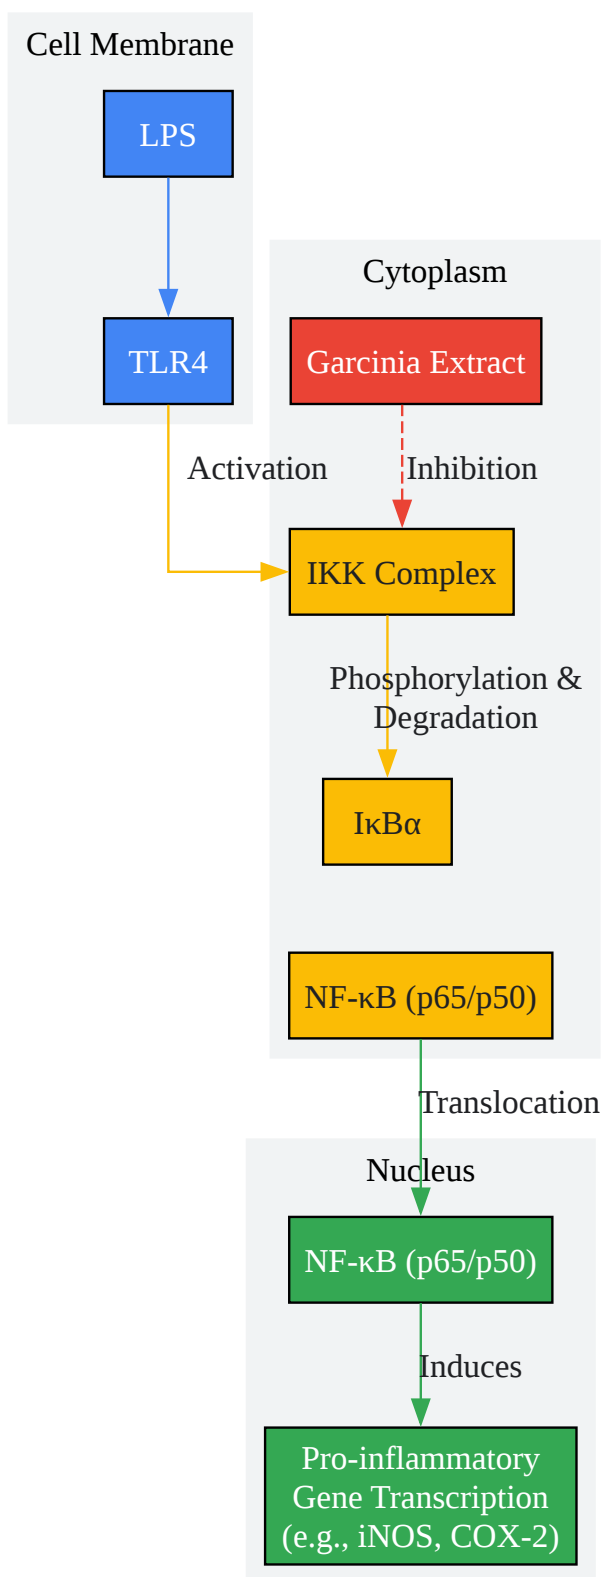 Cell Membrane
LPS
TLR4
Cytoplasm
Garcinia Extract
Activation
Inhibition
IKK Complex
Phosphorylation &
Degradation
IκBα
NF-κB (p65/p50)
Translocation
Nucleus
NF-κB (p65/p50)
Induces
Pro-inflammatory
Gene Transcription
(e.g., iNOS, COX-2)